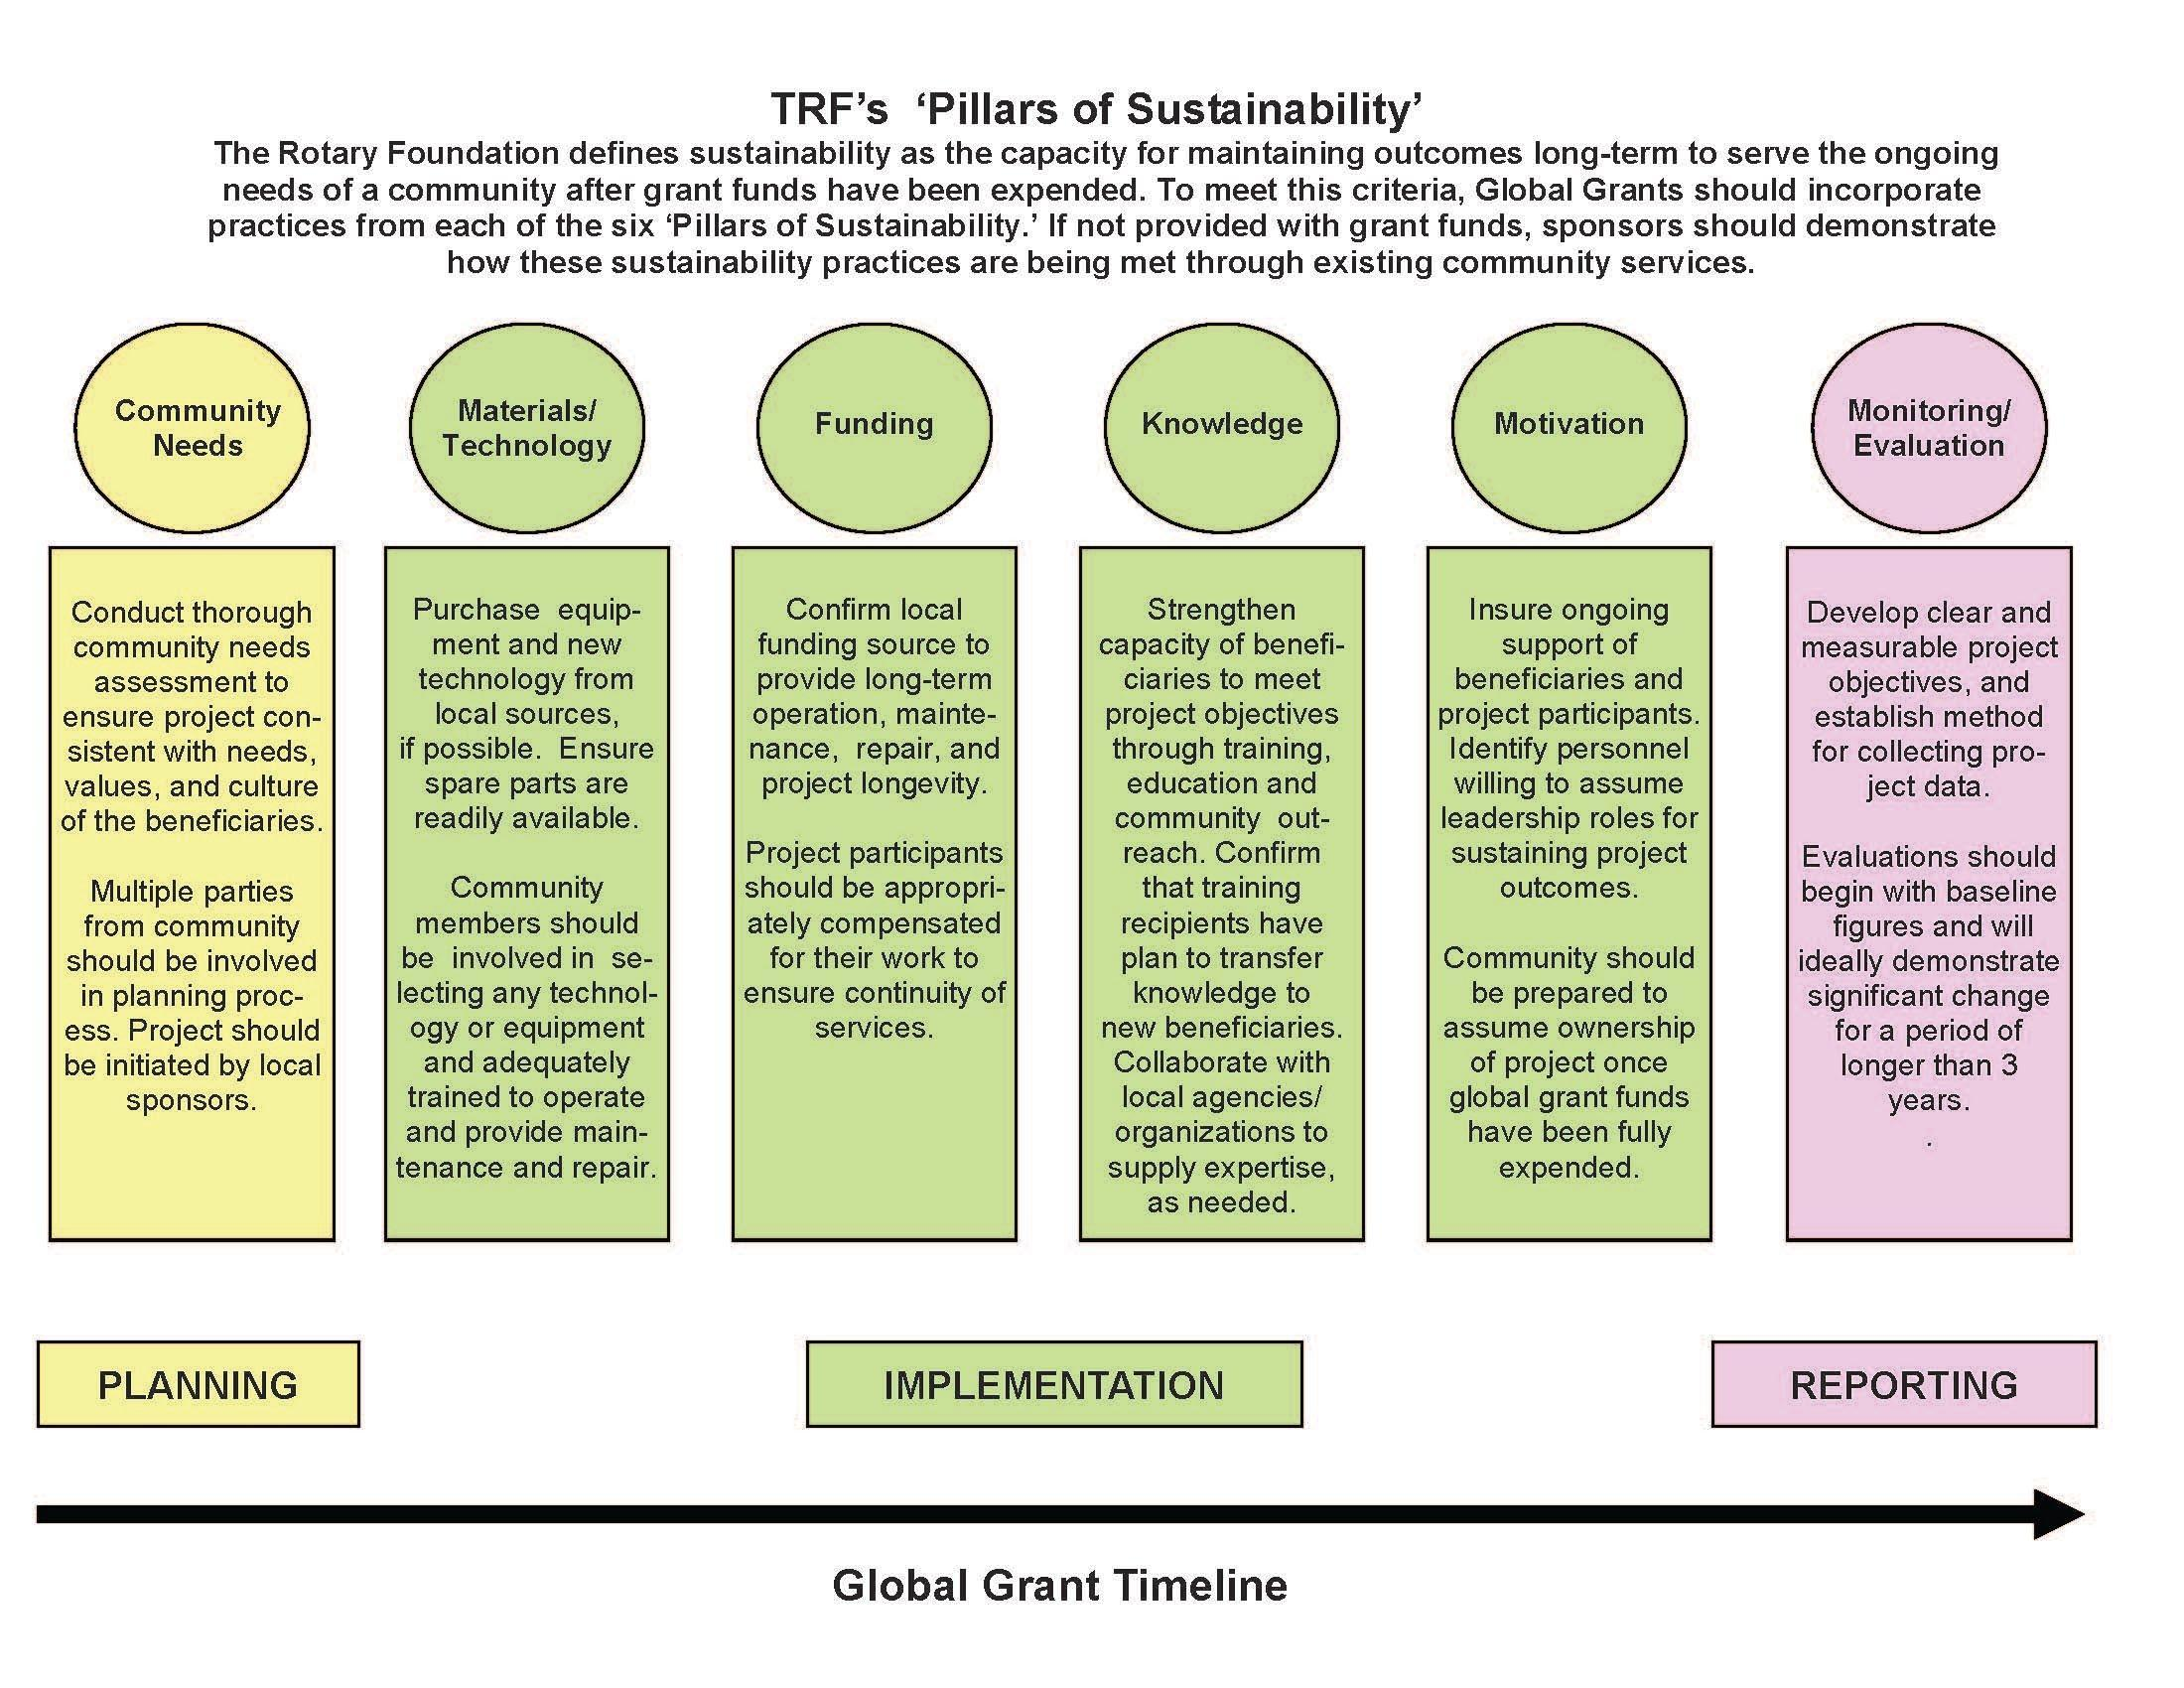 TRF’s  ‘Pillars of Sustainability’
The Rotary Foundation defines sustainability as the capacity for maintaining outcomes long-term to serve the ongoing
needs of a community after grant funds have been expended. To meet this criteria, Global Grants should incorporate
practices from each of the six ‘Pillars of Sustainability.’ If not provided with grant funds, sponsors should demonstrate
how these sustainability practices are being met through existing community services.
Community
Needs
Conduct thorough
community needs
assessment to
ensure project con-
sistent with needs,
values, and culture
of the beneficiaries.
Multiple parties
from community
should be involved
in planning proc-
ess. Project should
be initiated by local
sponsors.
Materials/
Technology
Purchase  equip-
ment and new
technology from
local sources,
if possible.  Ensure
spare parts are
readily available.
Community
members should
be  involved in  se-
lecting any technol-
ogy or equipment
and adequately
trained to operate
and provide main-
tenance and repair.
Funding
Confirm local
funding source to
provide long-term
operation, mainte-
nance,  repair, and
project longevity.
Project participants
should be appropri-
ately compensated
for their work to
ensure continuity of
services.
Knowledge
Strengthen
capacity of benefi-
ciaries to meet
project objectives
through training,
education and
community  out-
reach. Confirm
that training
recipients have
plan to transfer
knowledge to
new beneficiaries.
Collaborate with
local agencies/
organizations to
supply expertise,
as needed.
Motivation
Insure ongoing
support of
beneficiaries and
project participants.
Identify personnel
willing to assume
leadership roles for
sustaining project
outcomes.
Community should
be prepared to
assume ownership
of project once
global grant funds
have been fully
expended.
Monitoring/
Evaluation
Develop clear and
measurable project
objectives, and
establish method
for collecting pro-
ject data.
Evaluations should
begin with baseline
figures and will
ideally demonstrate
significant change
for a period of
longer than 3
years.
.
PLANNING
IMPLEMENTATION
REPORTING
Global Grant Timeline